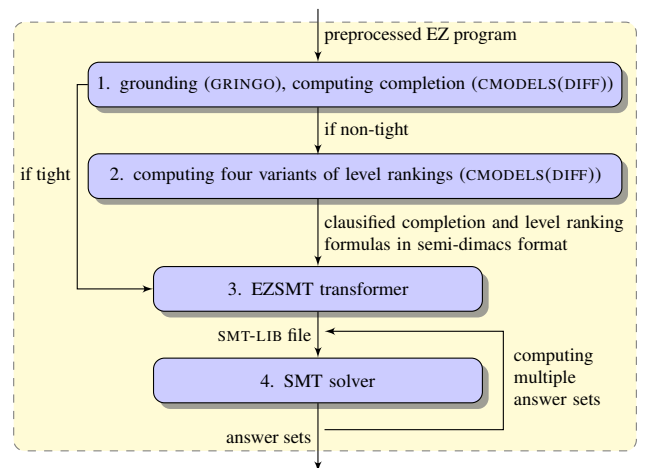 preprocessed EZ program
1. grounding (GRINGO), computing completion (CMODELS(DIFF))
if non-tight
if tight
2. computing four variants of level rankings (CMODELS(DIFF))
clausified completion and level ranking
formulas in semi-dimacs format
3. EZSMT transformer
SMT-LIB file
computing
multiple
answer sets
4. SMT solver
answer sets